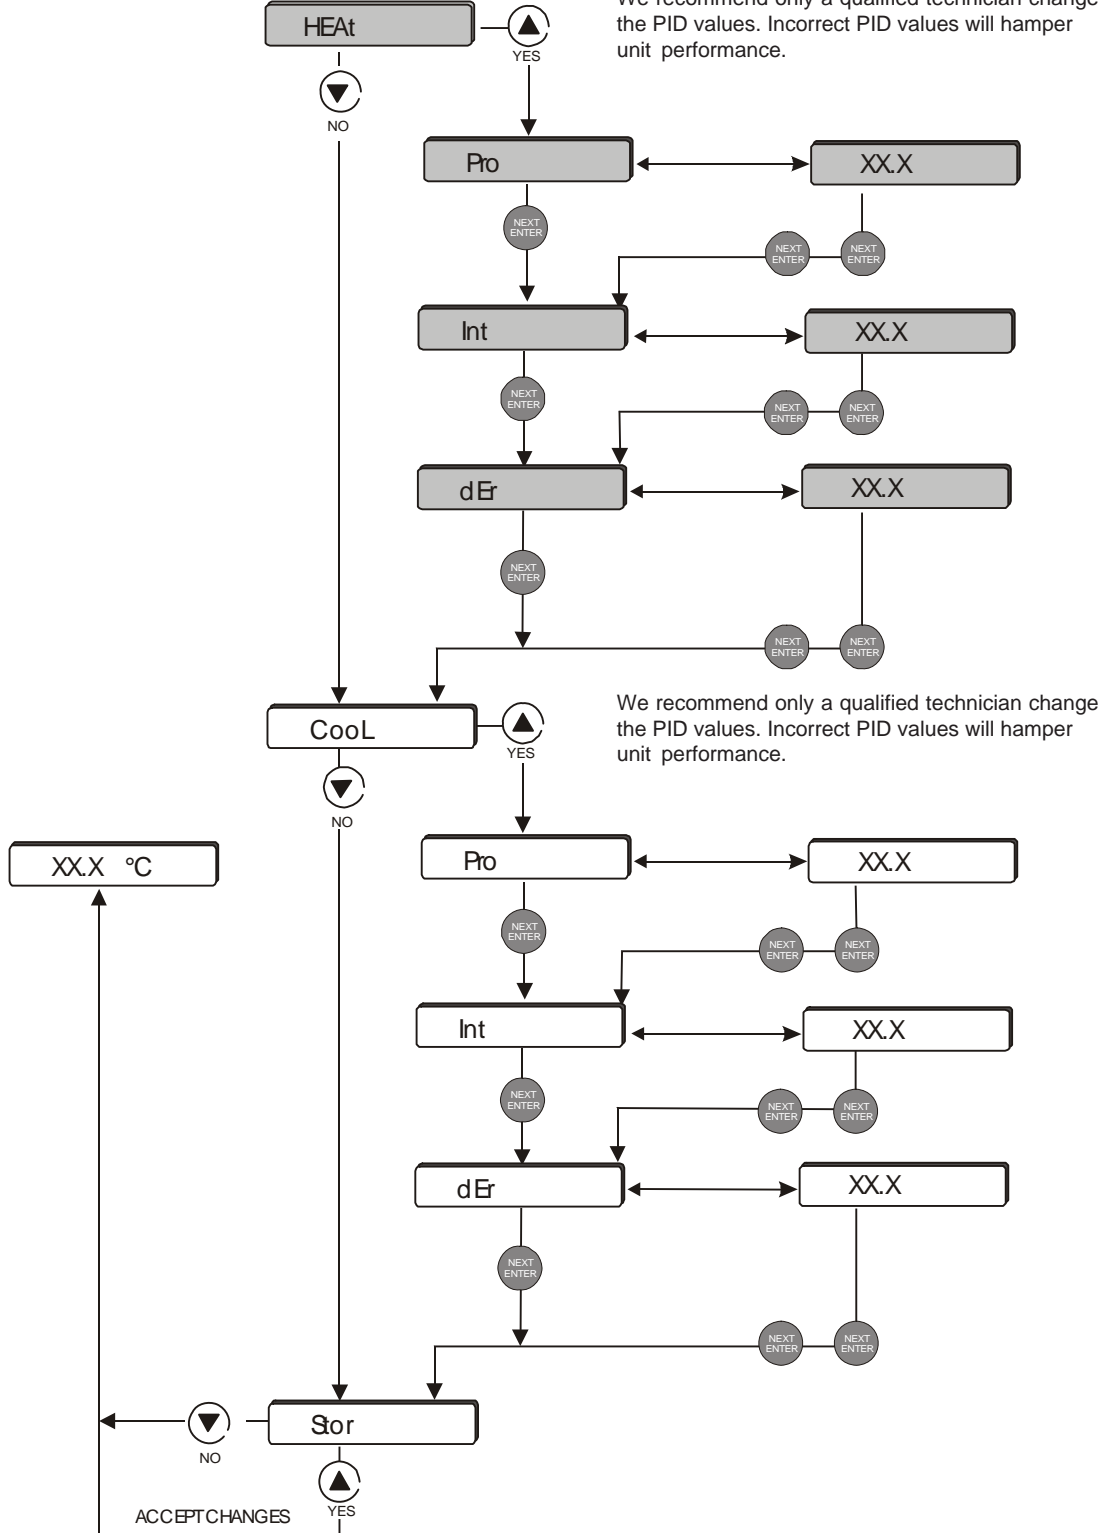 We recommend only a qualified technician change
HEAt
the PID values. Incorrect PID values will hamper
unit performance.
YES
NO
Pro
XX.X
NEXT
ENTER
NEXT
ENTER
NEXT
ENTER
Int
XX.X
NEXT
ENTER
NEXT
ENTER
NEXT
ENTER
dEr
XX.X
NEXT
ENTER
NEXT
ENTER
NEXT
ENTER
We recommend only a qualified technician change
the PID values. Incorrect PID values will hamper
unit performance.
CooL
YES
NO
XX.X °C
Pro
XX.X
NEXT
ENTER
NEXT
ENTER
NEXT
ENTER
Int
XX.X
NEXT
ENTER
NEXT
ENTER
NEXT
ENTER
dEr
XX.X
NEXT
ENTER
NEXT
ENTER
NEXT
ENTER
Stor
NO
YES
ACCEPT CHANGES